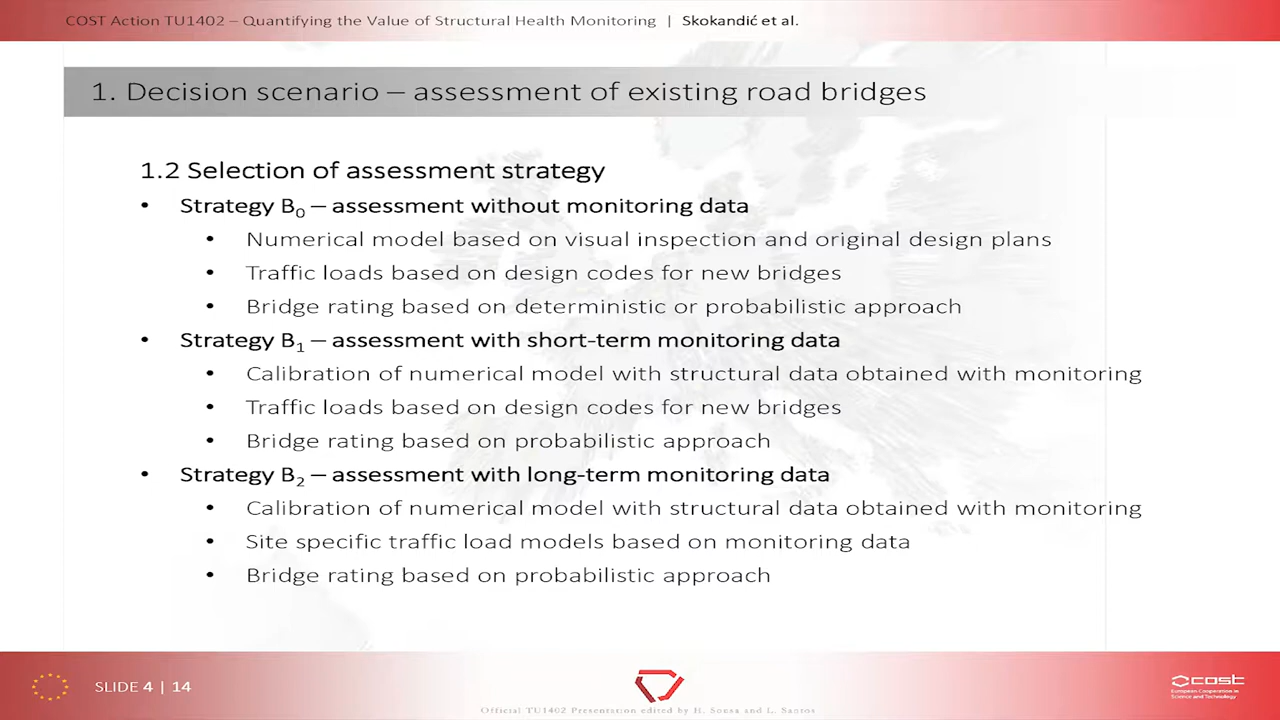 COST Action TU1402 – Quantifying the Value of Structural Health Monitoring | Skokandić et al.
1. Decision scenario – assessment of existing road bridges
1.2 Selection of assessment strategy
• Strategy B0 – assessment without monitoring data
• Numerical model based on visual inspection and original design plans
• Traffic loads based on design codes for new bridges
• Bridge rating based on deterministic or probabilistic approach
• Strategy B1 – assessment with short-term monitoring data
• Calibration of numerical model with structural data obtained with monitoring
• Traffic loads based on design codes for new bridges
• Bridge rating based on probabilistic approach
• Strategy B2 – assessment with long-term monitoring data
• Calibration of numerical model with structural data obtained with monitoring
• Site specific traffic load models based on monitoring data
• Bridge rating based on probabilistic approach
SLIDE 4 | 14
cost
European Cooperation in
Science and Technology
Official TU1402 Presentation edited by H. Sousa and L. Santos